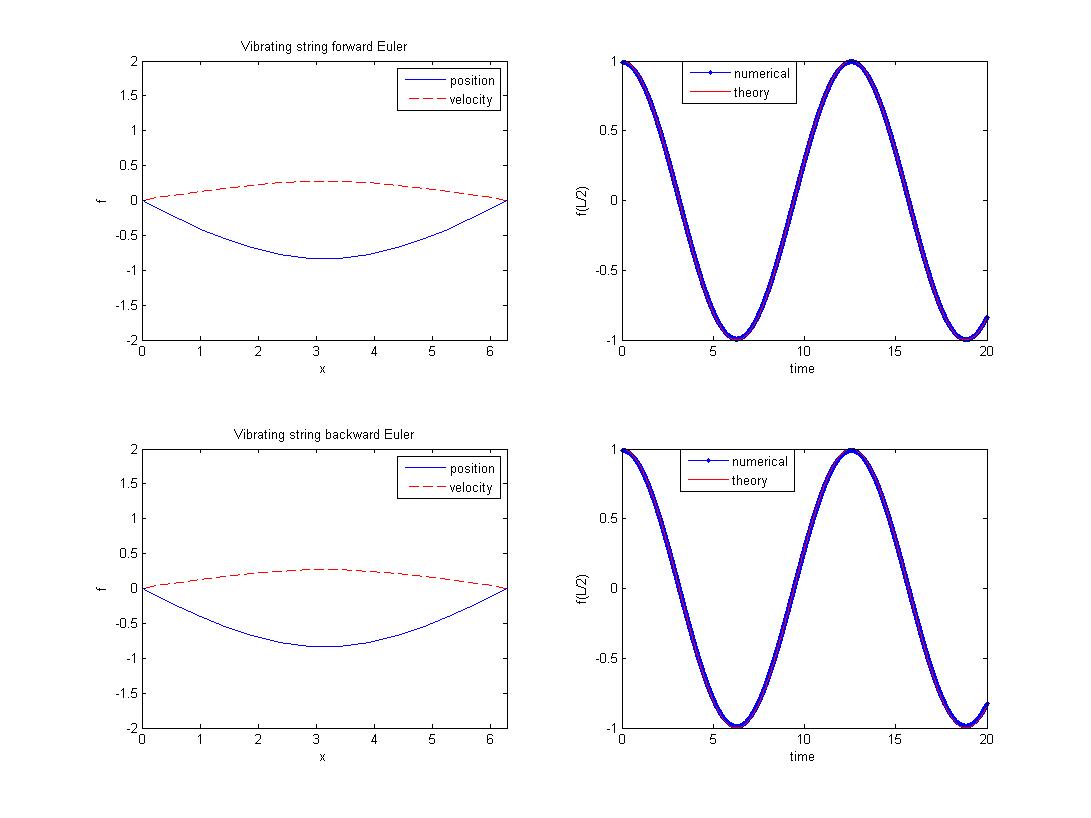 Vibrating string forward Euler
2
1.5
1
0.5
0
-0.5
-1
-1.5
-2
f
0 1 2 3 4 5 6
x
position
velocity
1
0.5
0
-0.5
-1
f(L/2)
0 5 10 15 20
time
numerical
theory
Vibrating string backward Euler
2
1.5
1
0.5
0
-0.5
-1
-1.5
-2
f
0 1 2 3 4 5 6
x
position
velocity
1
0.5
0
-0.5
-1
f(L/2)
0 5 10 15 20
time
numerical
theory